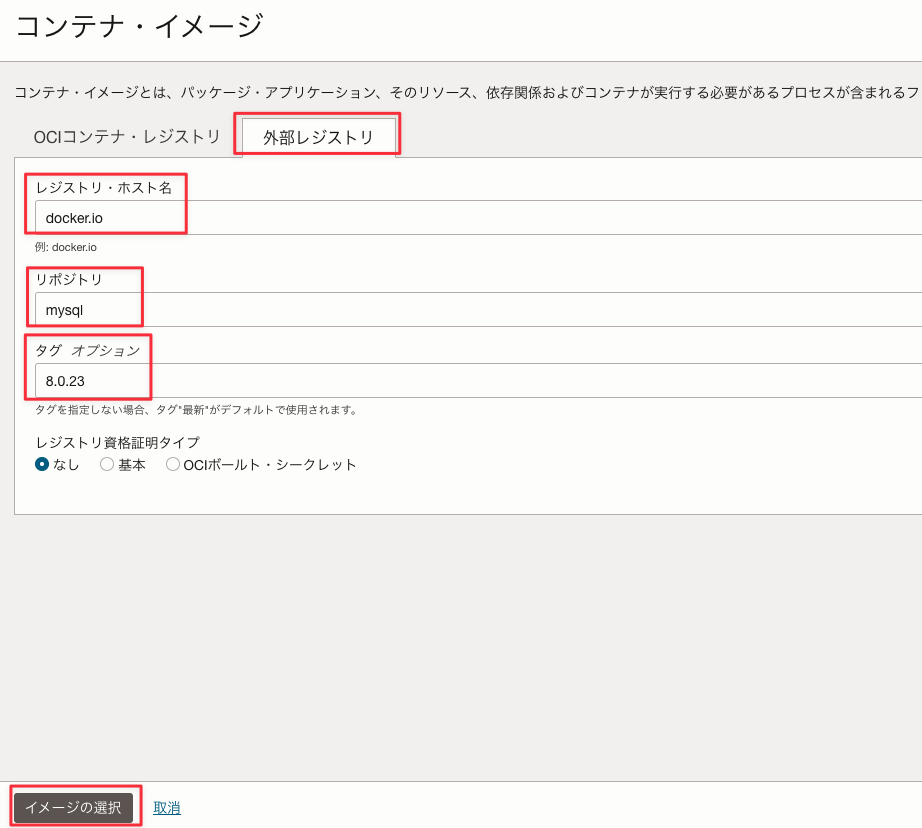 コンテナ・イメージ
コンテナ・イメージとは、パッケージ・アプリケーション、そのリソース、依存関係およびコンテナが実行する必要があるプロセスが含まれるフ
OCIコンテナ・レジストリ 外部レジストリ
レジストリ・ホスト名
docker.io
例: docker.io
リポジトリ
mysql
タグ オプション
8.0.23
タグを指定しない場合、タグ"最新"がデフォルトで使用されます。
レジストリ資格証明タイプ
なし 基本 OCIボールト・シークレット
イメージの選択 取消